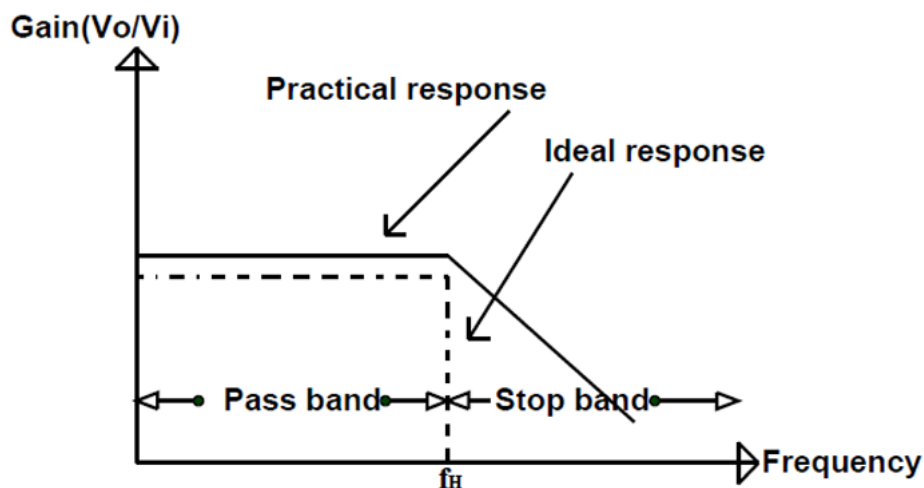 Gain(Vo/Vi)
Practical response
Ideal response
Pass band
Stop band
Frequency
fH